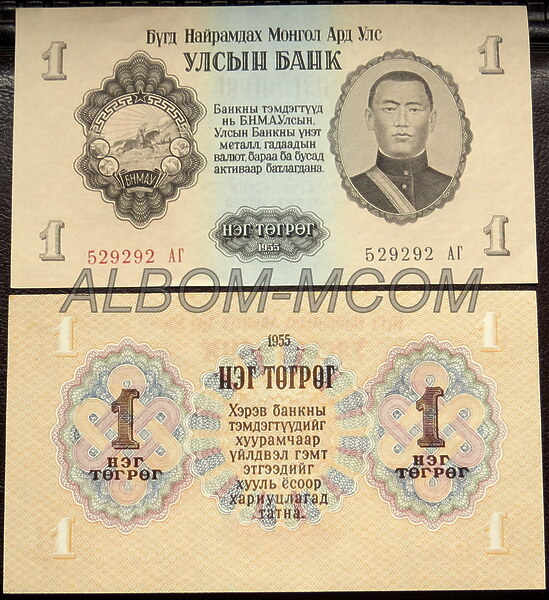 1
1
Бүгд Найрамдах Монгол Ард Улс
УЛСЫН БАНК
Банкны тэмдэгтүүд
нь Б.Н.М.А.Улсын,
Улсын Банкны үнэт
металл, гадаадын
валют, бараа ба бусад
активаар батлагдана.
БНМАУ
НЭГ ТӨГРӨГ
1955
1
1
529292 АГ
529292 АГ
ALBOM-MCOM
1
1
1955
НЭГ ТӨГРӨГ
Хэрэв банкны
тэмдэгтүүдийг
хуурамчаар
үйлдвэл гэмт
этгээдийг
хууль ёсоор
хариуцлагад
татна.
1
НЭГ
ТӨГРӨГ
1
НЭГ
ТӨГРӨГ
1
1